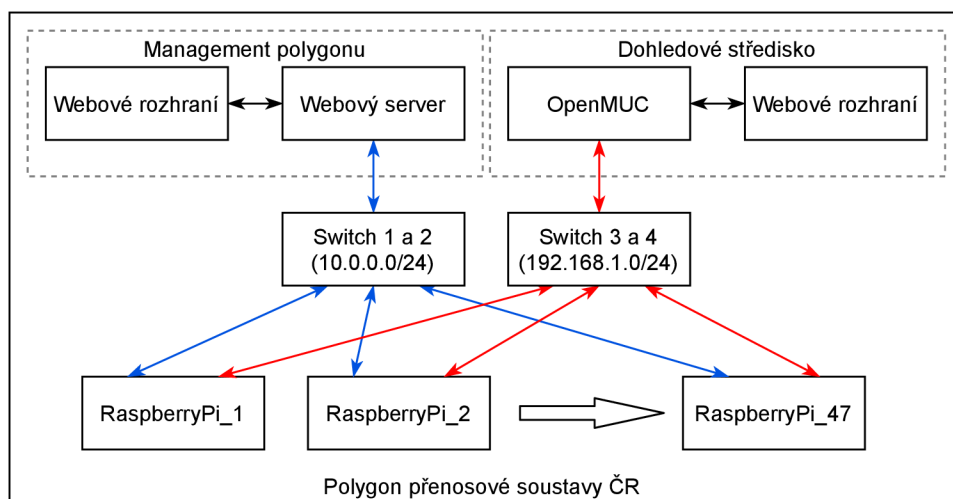 Management polygonu
Dohledové středisko
Webové rozhraní
Webový server
OpenMUC
Webové rozhraní
Switch 1 a 2
(10.0.0.0/24)
Switch 3 a 4
(192.168.1.0/24)
RaspberryPi_1
RaspberryPi_2
RaspberryPi_47
Polygon přenosové soustavy ČR